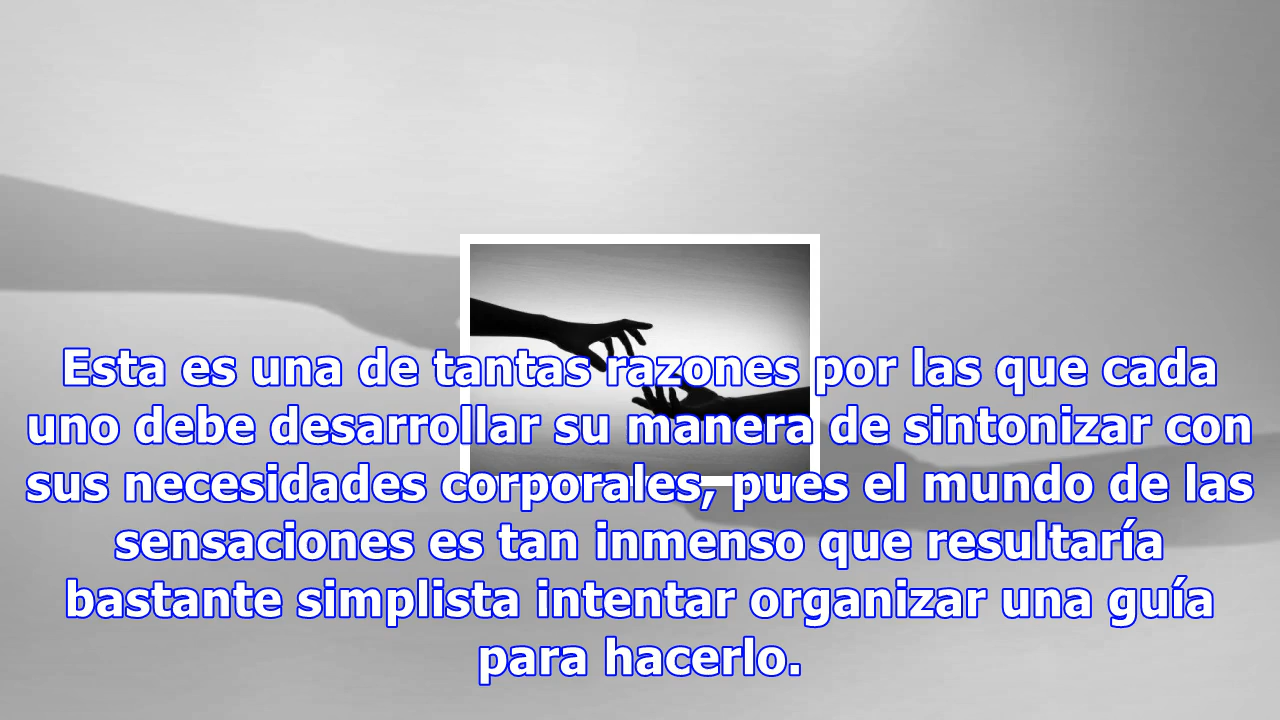 Esta es una de tantas razones por las que cada
uno debe desarrollar su manera de sintonizar con
sus necesidades corporales, pues el mundo de las
sensaciones es tan inmenso que resultaría
bastante simplista intentar organizar una guía
para hacerlo.